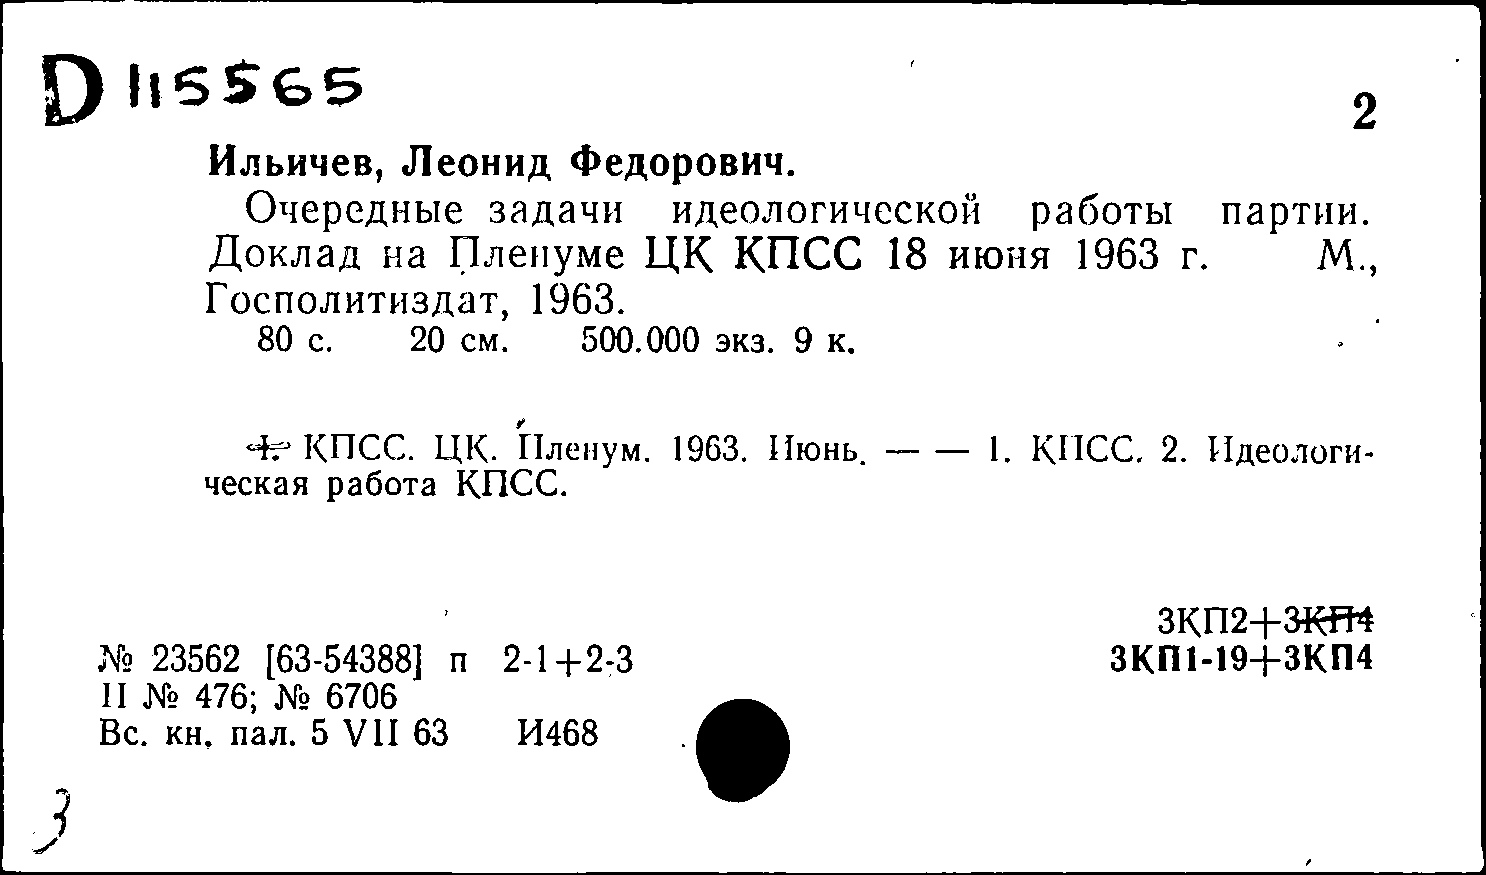 D 115565
2
Ильичев, Леонид Федорович.
Очередные задачи идеологической работы партии.
Доклад на Пленуме ЦК КПСС 18 июня 1963 г. М.,
Госполитиздат, 1963.
80 с. 20 см. 500.000 экз. 9 к.
1. КПСС. ЦК. Пленум. 1963. Июнь. — — 1. КПСС. 2. Идеологи-
ческая работа КПСС.
3КП2+3КП4
№ 23562 [63-54388] п 2-1+2-3 3КП1-19+3КП4
II № 476; № 6706
Вс. кн. пал. 5 VII 63 И468
3